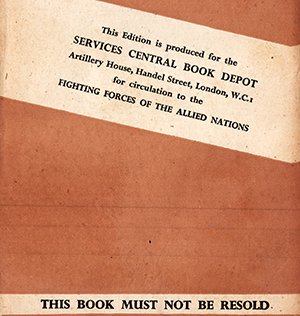 This Edition is produced for the
SERVICES CENTRAL BOOK DEPOT
Artillery House, Handel Street, London, W.C.1
for circulation to the
FIGHTING FORCES OF THE ALLIED NATIONS
THIS BOOK MUST NOT BE RESOLD